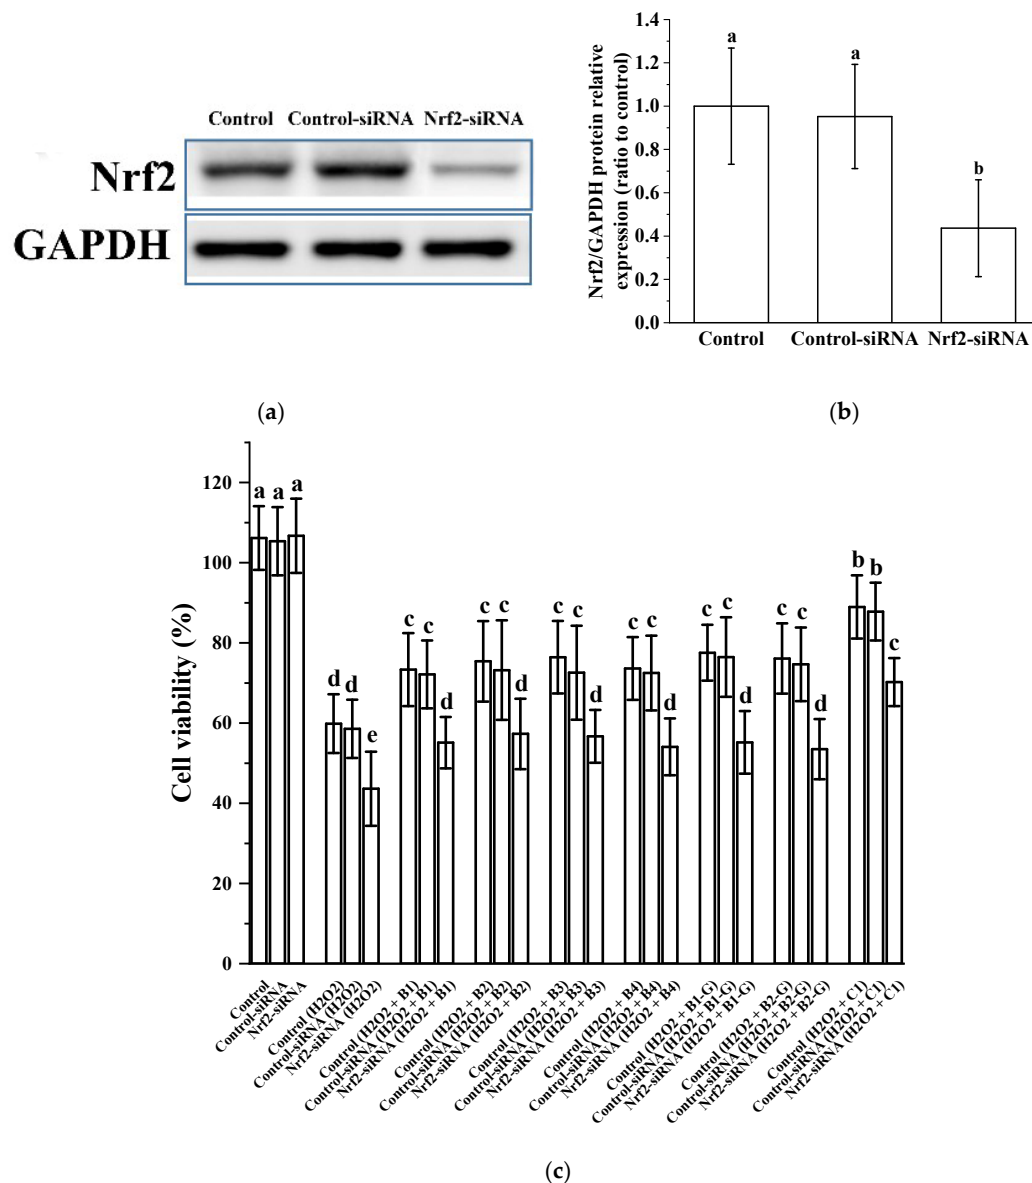 Control Control-siRNA Nrf2-siRNA
Nrf2
GAPDH
(a)
Nrf2/GAPDH protein relative
expression (ratio to control)
1.4
1.2
1.0
0.8
0.6
0.4
0.2
0.0
a
a
b
Control Control-siRNA Nrf2-siRNA
(b)
Cell viability (%)
120
100
80
60
40
20
0
a a a
d d e
c c d
c c d
c c d
c c d
c c d
c c d
b b c
Control
Control-siRNA
Nrf2-siRNA
Control (H2O2)
Control-siRNA (H2O2)
Nrf2-siRNA (H2O2)
Control (H2O2 + B1)
Control-siRNA (H2O2 + B1)
Nrf2-siRNA (H2O2 + B1)
Control (H2O2 + B2)
Control-siRNA (H2O2 + B2)
Nrf2-siRNA (H2O2 + B2)
Control (H2O2 + B3)
Control-siRNA (H2O2 + B3)
Nrf2-siRNA (H2O2 + B3)
Control (H2O2 + B4)
Control-siRNA (H2O2 + B4)
Nrf2-siRNA (H2O2 + B4)
Control (H2O2 + B1-G)
Control-siRNA (H2O2 + B1-G)
Nrf2-siRNA (H2O2 + B1-G)
Control (H2O2 + B2-G)
Control-siRNA (H2O2 + B2-G)
Nrf2-siRNA (H2O2 + B2-G)
Control (H2O2 + C1)
Control-siRNA (H2O2 + C1)
Nrf2-siRNA (H2O2 + C1)
(c)